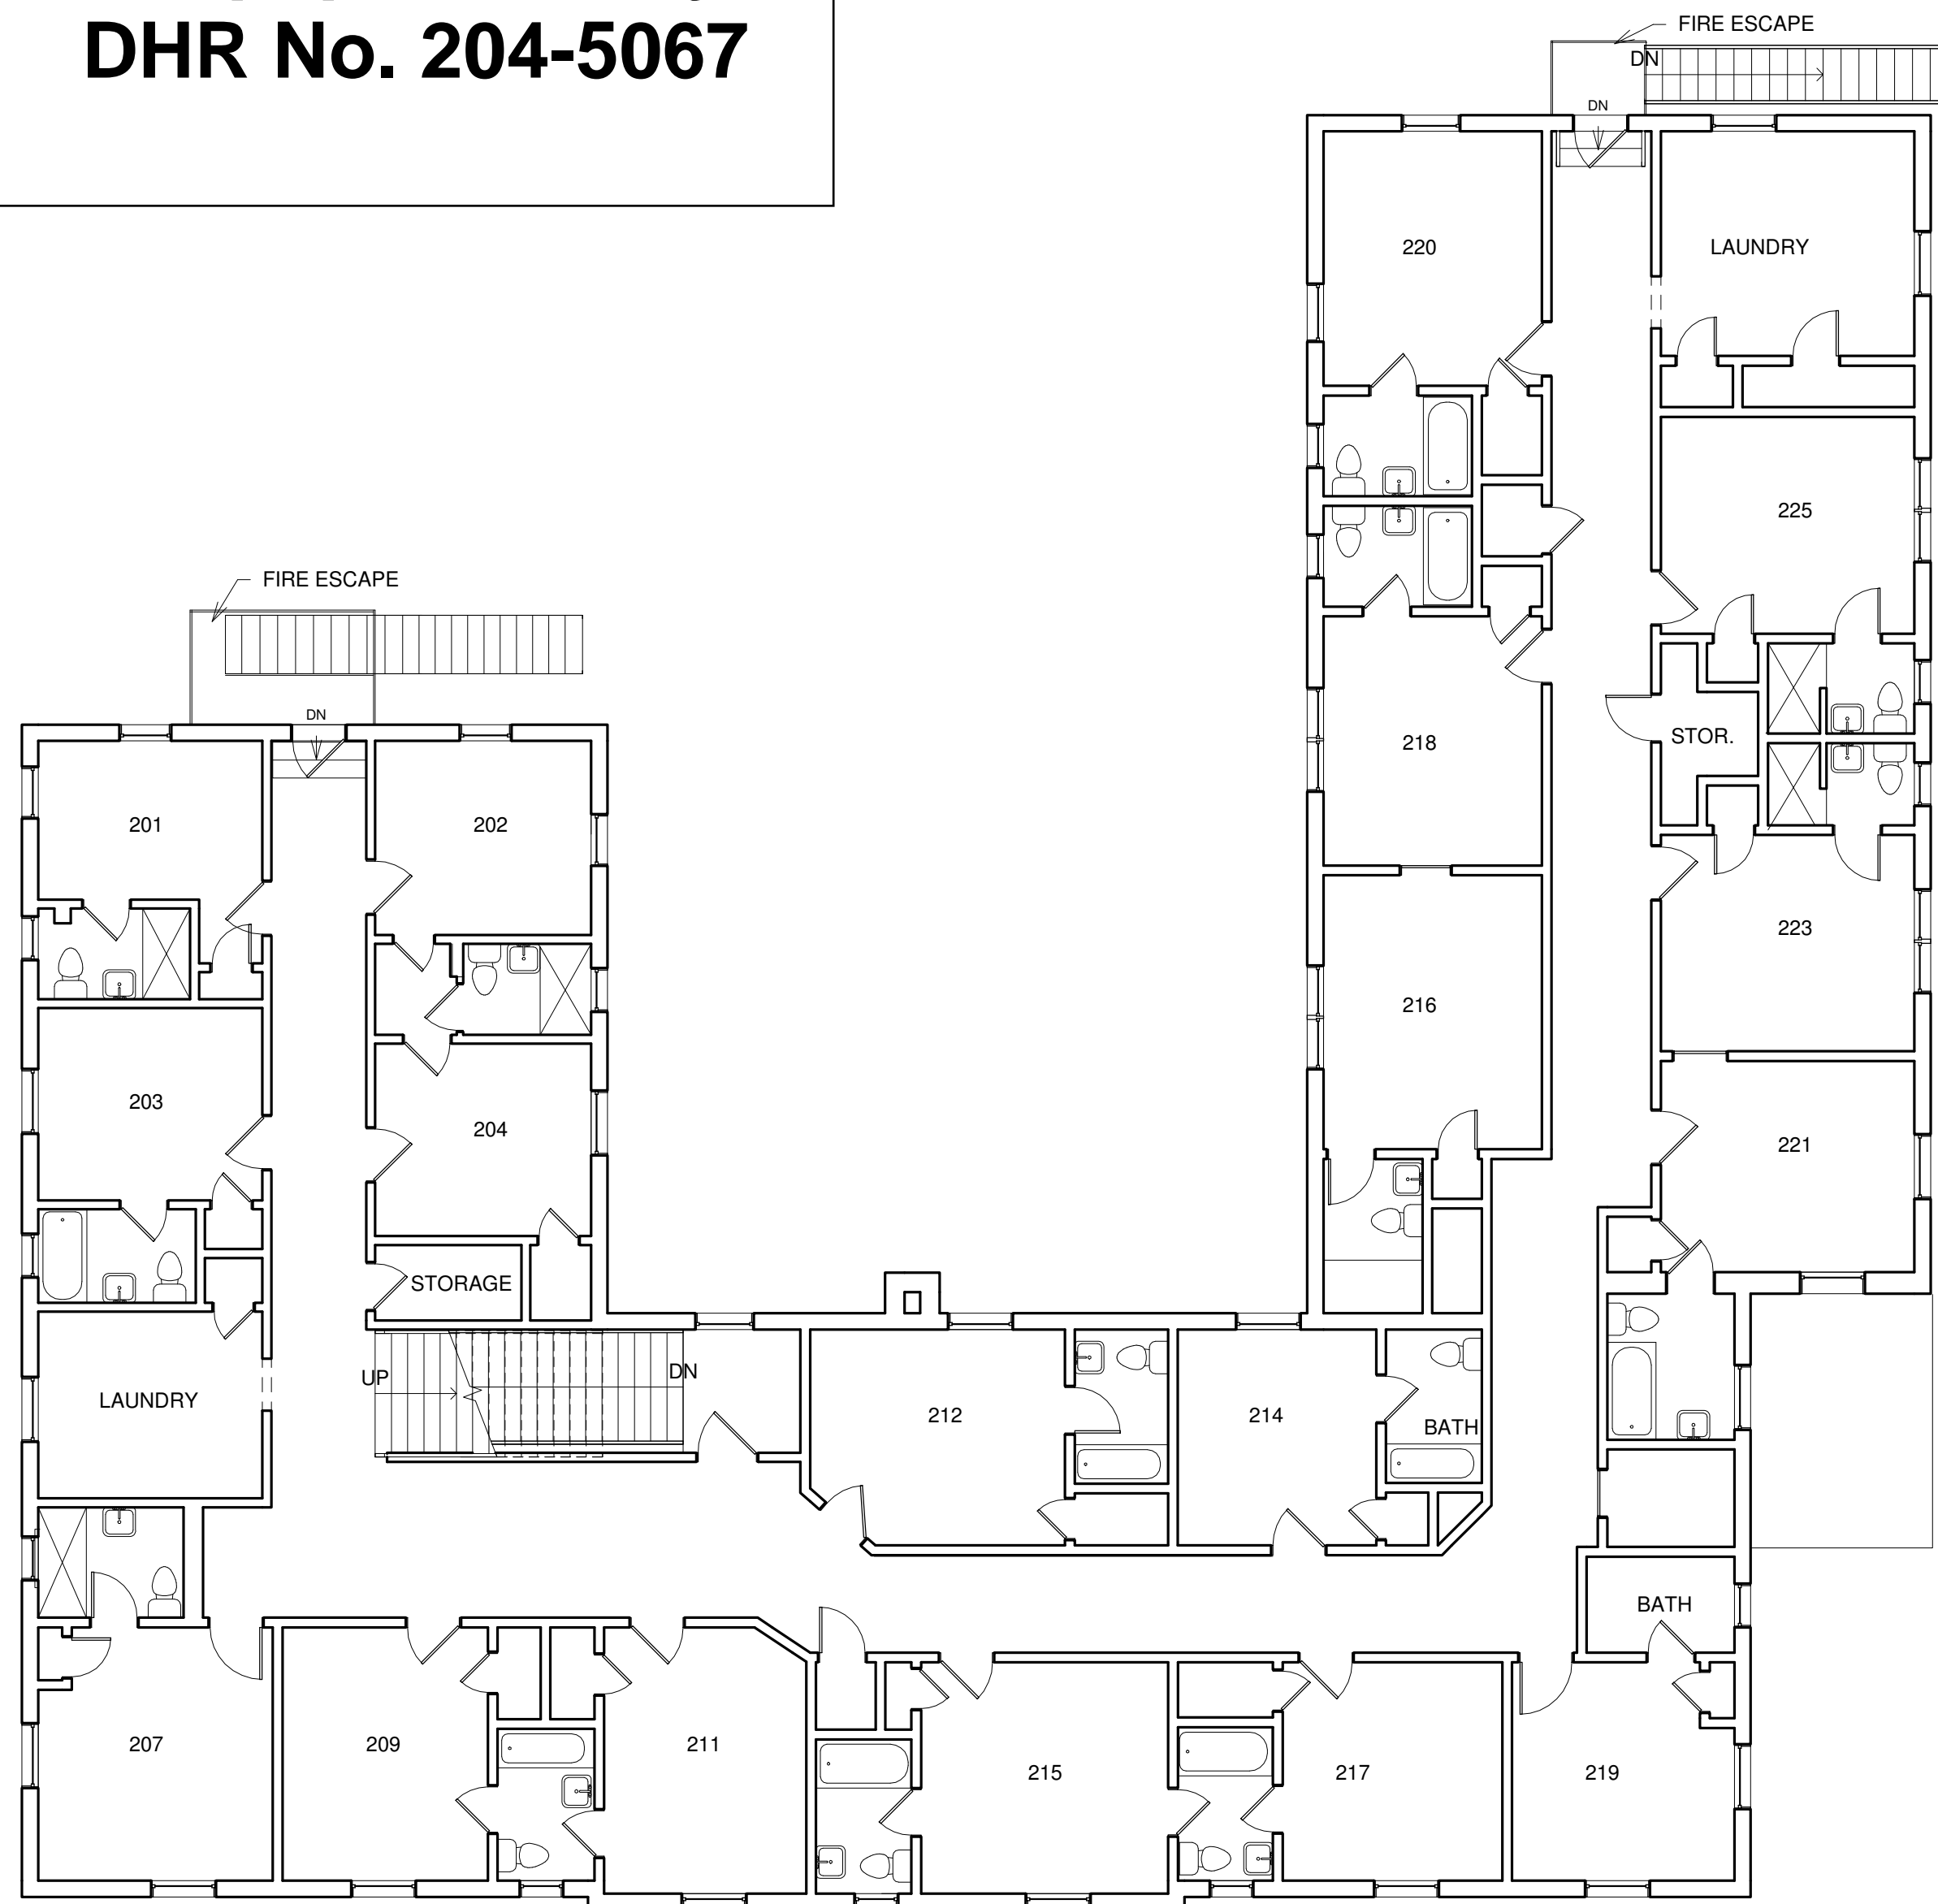 DHR No. 204-5067
FIRE ESCAPE
DN
DN
220
LAUNDRY
225
FIRE ESCAPE
DN
218
STOR.
201
202
223
216
203
204
221
STORAGE
UP
DN
LAUNDRY
212
214
BATH
BATH
207
209
211
215
217
219